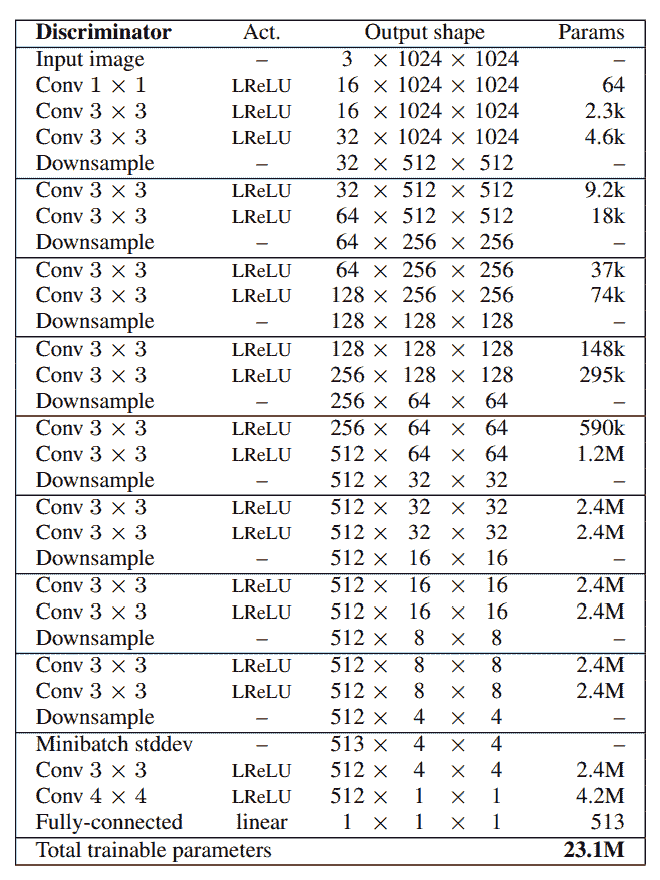 Discriminator Act. Output shape Params
Input image – 3 × 1024 × 1024 –
Conv 1 × 1 LReLU 16 × 1024 × 1024 64
Conv 3 × 3 LReLU 16 × 1024 × 1024 2.3k
Conv 3 × 3 LReLU 32 × 1024 × 1024 4.6k
Downsample – 32 × 512 × 512 –
Conv 3 × 3 LReLU 32 × 512 × 512 9.2k
Conv 3 × 3 LReLU 64 × 512 × 512 18k
Downsample – 64 × 256 × 256 –
Conv 3 × 3 LReLU 64 × 256 × 256 37k
Conv 3 × 3 LReLU 128 × 256 × 256 74k
Downsample – 128 × 128 × 128 –
Conv 3 × 3 LReLU 128 × 128 × 128 148k
Conv 3 × 3 LReLU 256 × 128 × 128 295k
Downsample – 256 × 64 × 64 –
Conv 3 × 3 LReLU 256 × 64 × 64 590k
Conv 3 × 3 LReLU 512 × 64 × 64 1.2M
Downsample – 512 × 32 × 32 –
Conv 3 × 3 LReLU 512 × 32 × 32 2.4M
Conv 3 × 3 LReLU 512 × 32 × 32 2.4M
Downsample – 512 × 16 × 16 –
Conv 3 × 3 LReLU 512 × 16 × 16 2.4M
Conv 3 × 3 LReLU 512 × 16 × 16 2.4M
Downsample – 512 × 8 × 8 –
Conv 3 × 3 LReLU 512 × 8 × 8 2.4M
Conv 3 × 3 LReLU 512 × 8 × 8 2.4M
Downsample – 512 × 4 × 4 –
Minibatch stddev – 513 × 4 × 4 –
Conv 3 × 3 LReLU 512 × 4 × 4 2.4M
Conv 4 × 4 LReLU 512 × 1 × 1 4.2M
Fully-connected linear 1 × 1 × 1 513
Total trainable parameters 23.1M